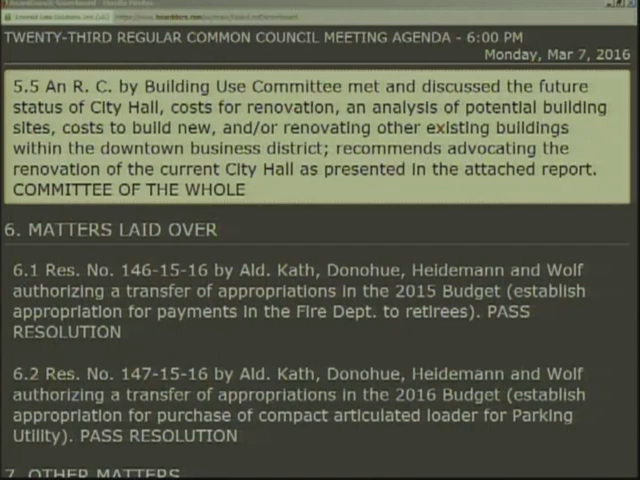 TWENTY-THIRD REGULAR COMMON COUNCIL MEETING AGENDA - 6:00 PM
Monday, Mar 7, 2016
5.5 An R. C. by Building Use Committee met and discussed the future
status of City Hall, costs for renovation, an analysis of potential building
sites, costs to build new, and/or renovating other existing buildings
within the downtown business district; recommends advocating the
renovation of the current City Hall as presented in the attached report.
COMMITTEE OF THE WHOLE
6. MATTERS LAID OVER
6.1 Res. No. 146-15-16 by Ald. Kath, Donohue, Heidemann and Wolf
authorizing a transfer of appropriations in the 2015 Budget (establish
appropriation for payments in the Fire Dept. to retirees). PASS
RESOLUTION
6.2 Res. No. 147-15-16 by Ald. Kath, Donohue, Heidemann and Wolf
authorizing a transfer of appropriations in the 2016 Budget (establish
appropriation for purchase of compact articulated loader for Parking
Utility). PASS RESOLUTION
7. OTHER MATTERS